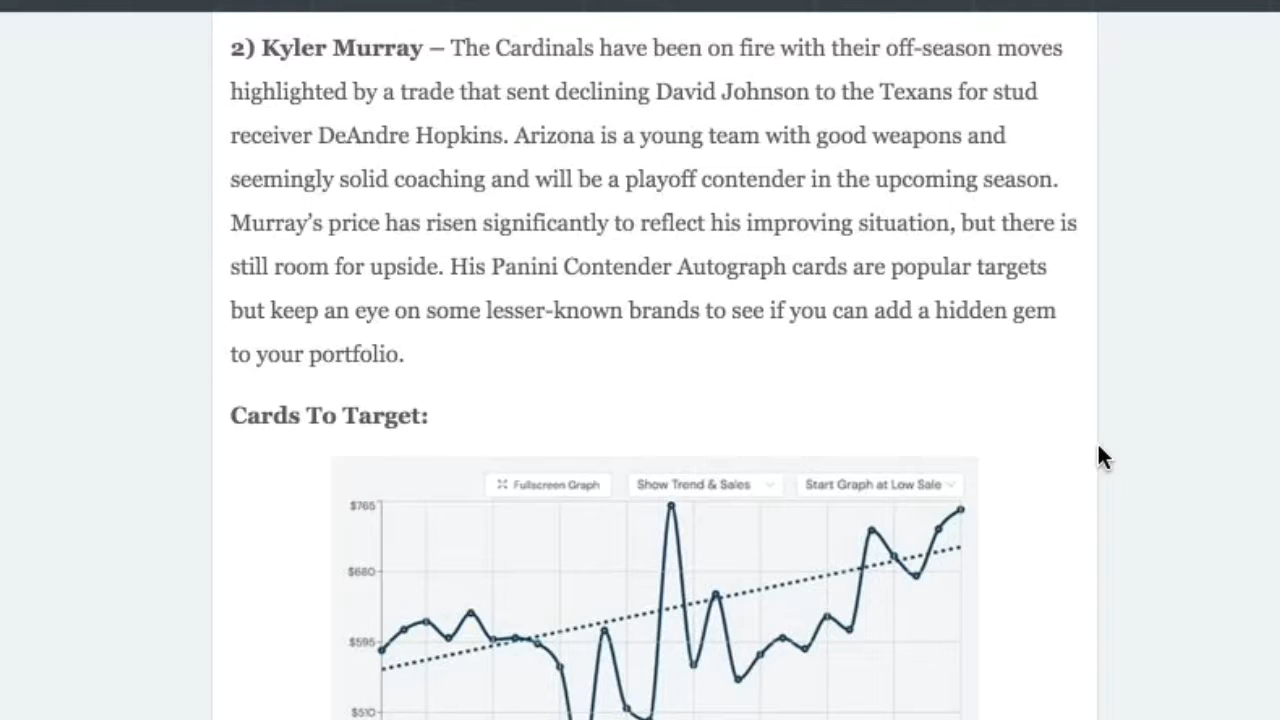 2) Kyler Murray – The Cardinals have been on fire with their off-season moves
highlighted by a trade that sent declining David Johnson to the Texans for stud
receiver DeAndre Hopkins. Arizona is a young team with good weapons and
seemingly solid coaching and will be a playoff contender in the upcoming season.
Murray’s price has risen significantly to reflect his improving situation, but there is
still room for upside. His Panini Contender Autograph cards are popular targets
but keep an eye on some lesser-known brands to see if you can add a hidden gem
to your portfolio.
Cards To Target:
Fullscreen Graph Show Trend & Sales Start Graph at Low Sale
$765
$680
$595
$510